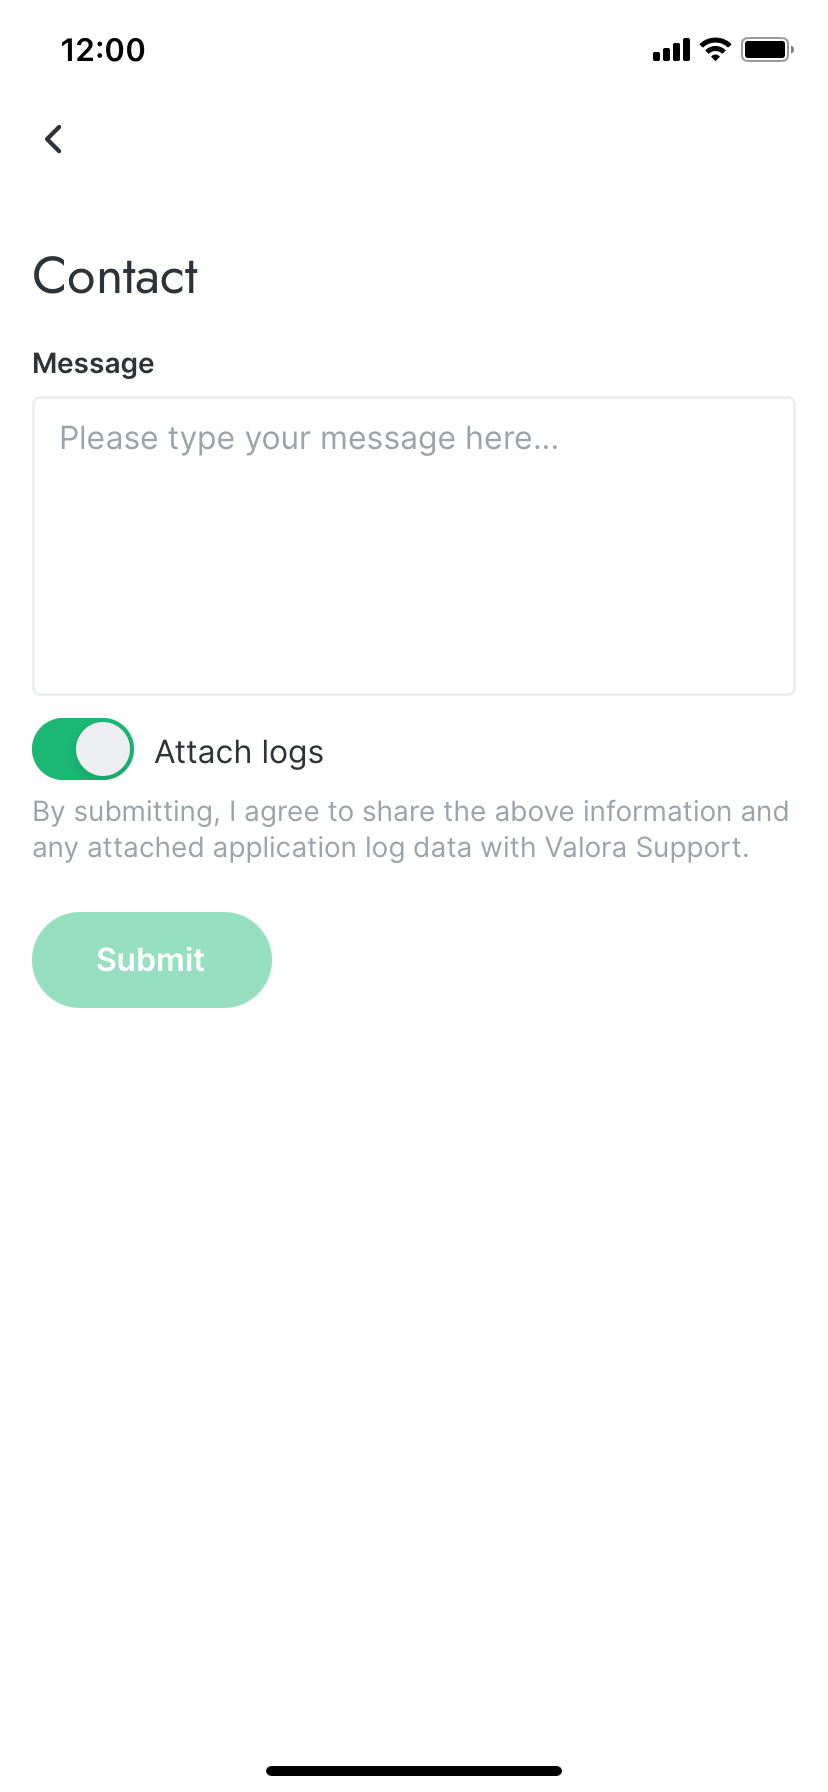 12:00
Contact
Message
Please type your message here...
Attach logs
By submitting, I agree to share the above information and
any attached application log data with Valora Support.
Submit